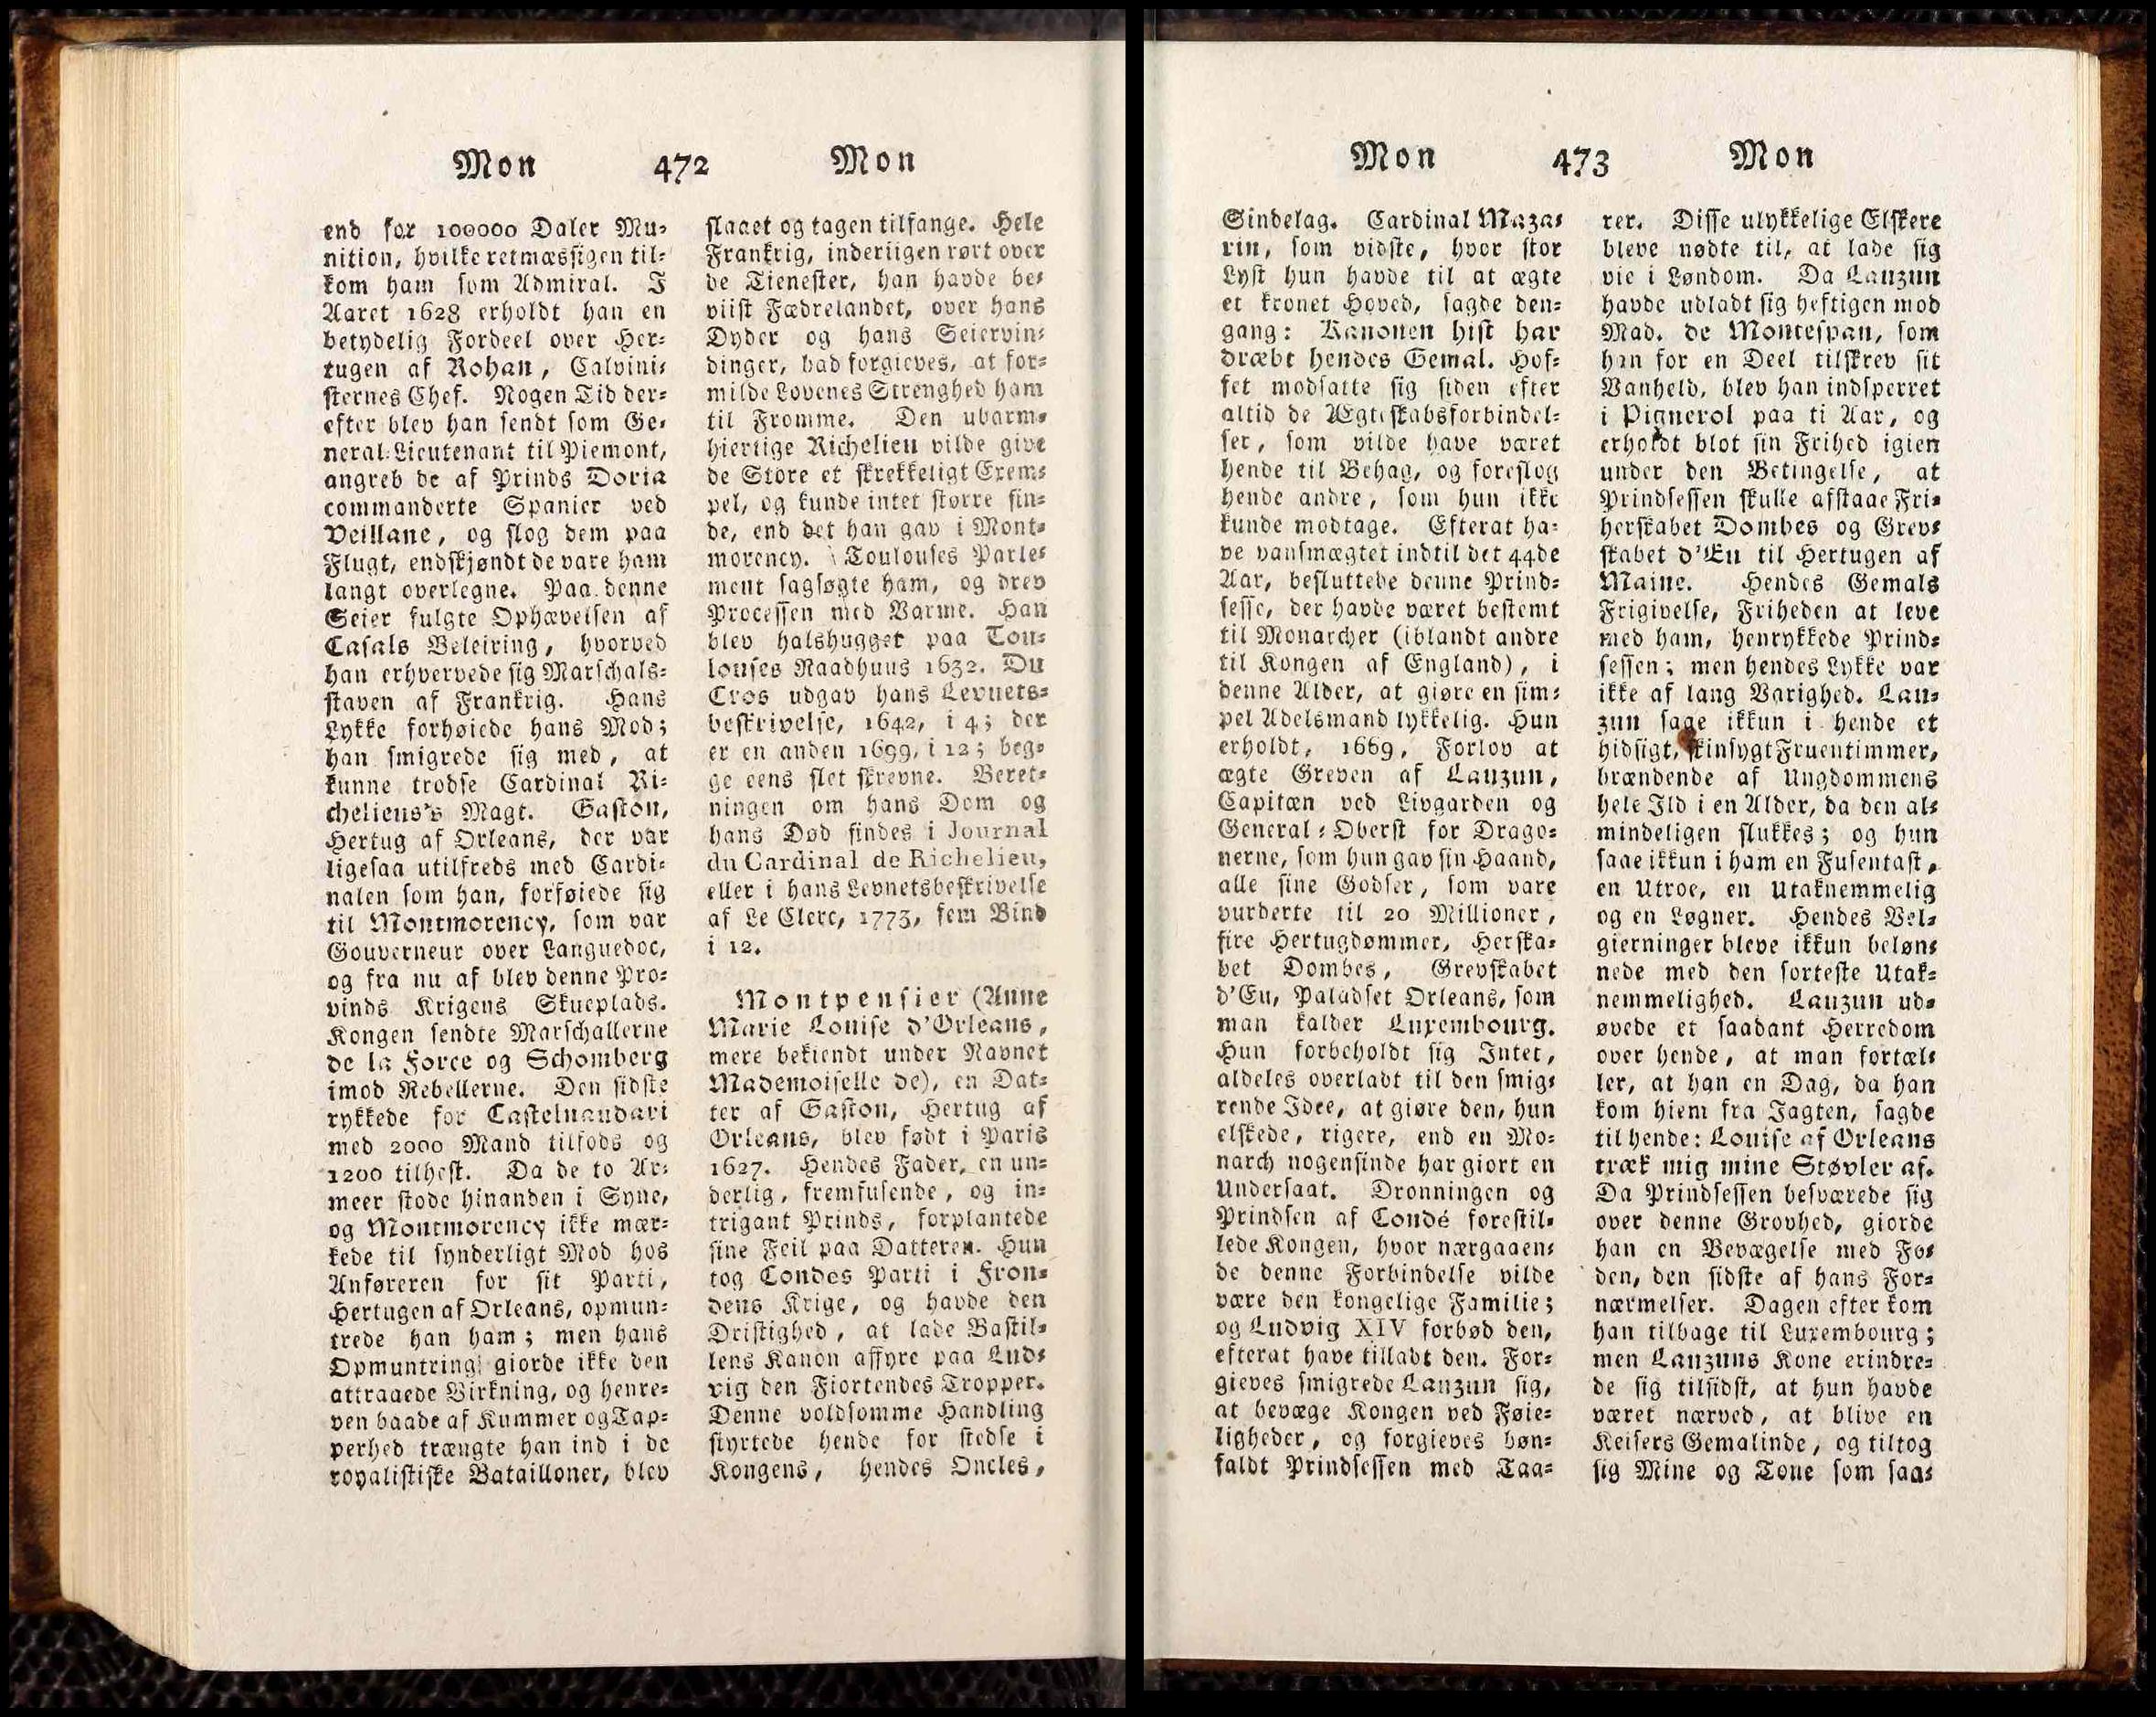 Mon 472 Mon
end for 100000 Daler Mu-
nition, hvilke retmæssigen til-
kom ham som Admiral. I
Aaret 1628 erholdt han en
betydelig Fordeel over Her-
tugen af Rohan, Calvini-
sternes Chef. Nogen Tid der-
efter blev han sendt som Ge-
neral-Lieutenant til Piemont,
angreb de af Prinds Doria
commanderte Spanier ved
Veillane, og slog dem paa
Flugt, endskjøndt de vare ham
langt overlegne. Paa denne
Seier fulgte Ophævelsen af
Casals Beleiring, hvorved
han erhvervede sig Marschals-
staven af Frankrig. Hans
Lykke forhøiede hans Mod;
han smigrede sig med, at
kunne trodse Cardinal Ri-
cheliens's Magt. Gaston,
Hertug af Orleans, der var
ligesaa utilfreds med Cardi-
nalen som han, forføiede sig
til Montmorency, som var
Gouverneur over Languedoc,
og fra nu af blev denne Pro-
vinds Krigens Skueplads.
Kongen sendte Marschallerne
de la Force og Schomberg
imod Rebellerne. Den sidste
rykkede for Castelnaudari
med 2000 Mand tilfods og
1200 tilhest. Da de to Ar-
meer stode hinanden i Syne,
og Montmorency ikke mær-
kede til synderligt Mod hos
Anføreren for sit Parti,
Hertugen af Orleans, opmun-
trede han ham; men hans
Opmuntring giorde ikke den
attraaede Virkning, og henre-
ven baade af Kummer og Tap-
perhed trængte han ind i de
royalistiske Batailloner, blev
slaaet og tagen tilfange. Hele
Frankrig, inderiigen rørt over
de Tienester, han havde be-
viist Fædrelandet, over hans
Dyder og hans Seiervin-
dinger, bad forgieves, at for-
milde Lovenes Strenghed ham
til Fromme. Den ubarm-
hiertige Richelieu vilde give
de Store et skrekkeligt Exem-
pel, og kunde intet større fin-
de, end det han gav i Mont-
morency. Toulouses Parle-
ment sagsøgte ham, og drev
Processen med Varme. Han
blev halshugget paa Tou-
louses Raadhuus 1632. Du
Cros udgav hans Levnets-
beskrivelse, 1642, i 4; der
er en anden 1699, i 12; beg-
ge eens slet skrevne. Beret-
ningen om hans Dom og
hans Død findes i Journal
du Cardinal de Richelieu,
eller i hans Levnetsbeskrivelse
af Le Clerc, 1773, fem Bind
i 12.
Montpensier (Anne
Marie Louise d'Orleans,
mere bekiendt under Navnet
Mademoiselle de), en Dat-
ter af Gaston, Hertug af
Orleans, blev født i Paris
1627. Hendes Fader, en un-
derlig, fremfusende, og in-
trigant Prinds, forplantede
sine Feil paa Datteren. Hun
tog Condes Parti i Fron-
dens Krige, og havde den
Dristighed, at lade Bastil-
lens Kanon affyre paa Lud-
vig den Fiortendes Tropper.
Denne voldsomme Handling
styrtede hende for stedse i
Kongens, hendes Oncles,
Mon 473 Mon
Sindelag. Cardinal Maza-
rin, som vidste, hvor stor
Lyst hun havde til at ægte
et kronet Hoved, sagde den-
gang: Kanonen hist har
dræbt hendes Gemal. Hof-
fet modsatte sig siden efter
altid de Ægteskabsforbindel-
ser, som vilde have været
hende til Behag, og foreslog
hende andre, som hun ikke
kunde modtage. Efterat ha-
ve vansmægtet indtil det 44de
Aar, besluttede denne Prind-
sesse, der havde været bestemt
til Monarcher (iblandt andre
til Kongen af England), i
denne Alder, at giøre en sim-
pel Adelsmand lykkelig. Hun
erholdt, 1669, Forlov at
ægte Greven af Lauzun,
Capitæn ved Livgarden og
General-Oberst for Drago-
nerne, som hun gav sin Haand,
alle sine Godser, som vare
vurderte til 20 Millioner,
fire Hertugdømmer, Herska-
bet Dombes, Grevskabet
d'Eu, Paladset Orleans, som
man kalder Luxembourg.
Hun forbeholdt sig Intet,
aldeles overladt til den smig-
rende Idee, at giøre den, hun
elskede, rigere, end en Mo-
narch nogensinde har giort en
Undersaat. Dronningen og
Prindsen af Condé forestil-
lede Kongen, hvor nærgaaen-
de denne Forbindelse vilde
være den kongelige Familie;
og Ludvig XIV forbød den,
efterat have tilladt den. For-
gieves smigrede Lauzun sig,
at bevæge Kongen ved Føie-
ligheder, og forgieves bøn-
faldt Prindsessen med Taa-
rer. Disse ulykkelige Elskere
bleve nødte til, at lade sig
vie i Løndom. Da Lauzun
havde udladt sig heftigen mod
Mad. de Montespan, som
han for en Deel tilskrev sit
Vanheld, blev han indsperret
i Pignerol paa ti Aar, og
erholdt blot sin Frihed igien
under den Betingelse, at
Prindsessen skulle afstaae Fri-
herskabet Dombes og Grev-
skabet d'Eu til Hertugen af
Maine. Hendes Gemals
Frigivelse, Friheden at leve
med ham, henrykkede Prind-
sessen; men hendes Lykke var
ikke af lang Varighed. Lau-
zun saae ikkun i hende et
hidsigt, skinsygt Fruentimmer,
brændende af Ungdommens
hele Ild i en Alder, da den al-
mindeligen slukkes; og hun
saae ikkun i ham en Fusentast,
en Utroe, en Utaknemmelig
og en Løgner. Hendes Vel-
gierninger bleve ikkun beløn-
nede med den sorteste Utak-
nemmelighed. Lauzun ud-
øvede et saadant Herredom
over hende, at man fortæl-
ler, at han en Dag, da han
kom hiem fra Jagten, sagde
til hende: Louise af Orleans
træk mig mine Støvler af.
Da Prindsessen besværede sig
over denne Grovhed, giorde
han en Bevægelse med Fo-
den, den sidste af hans For-
nærmelser. Dagen efter kom
han tilbage til Luxembourg;
men Lauzuns Kone erindre-
de sig tilsidst, at hun havde
været nærved, at blive en
Keisers Gemalinde, og tiltog
sig Mine og Tone som saa-